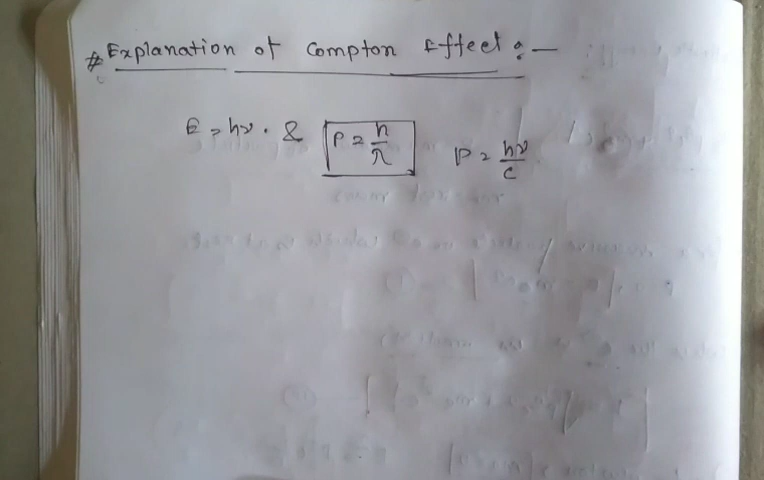 # Explanation of Compton Effect :-
E = hν . & P = h/λ P = hν/c